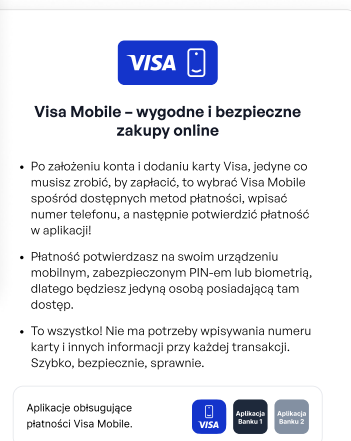 VISA
Visa Mobile – wygodne i bezpieczne
zakupy online
• Po założeniu konta i dodaniu karty Visa, jedyne co
musisz zrobić, by zapłacić, to wybrać Visa Mobile
spośród dostępnych metod płatności, wpisać
numer telefonu, a następnie potwierdzić płatność
w aplikacji!
• Płatność potwierdzasz na swoim urządzeniu
mobilnym, zabezpieczonym PIN-em lub biometrią,
dlatego będziesz jedyną osobą posiadającą tam
dostęp.
• To wszystko! Nie ma potrzeby wpisywania numeru
karty i innych informacji przy każdej transakcji.
Szybko, bezpiecznie, sprawnie.
Aplikacje obsługujące
płatności Visa Mobile.
VISA
Aplikacja
Banku 1
Aplikacja
Banku 2